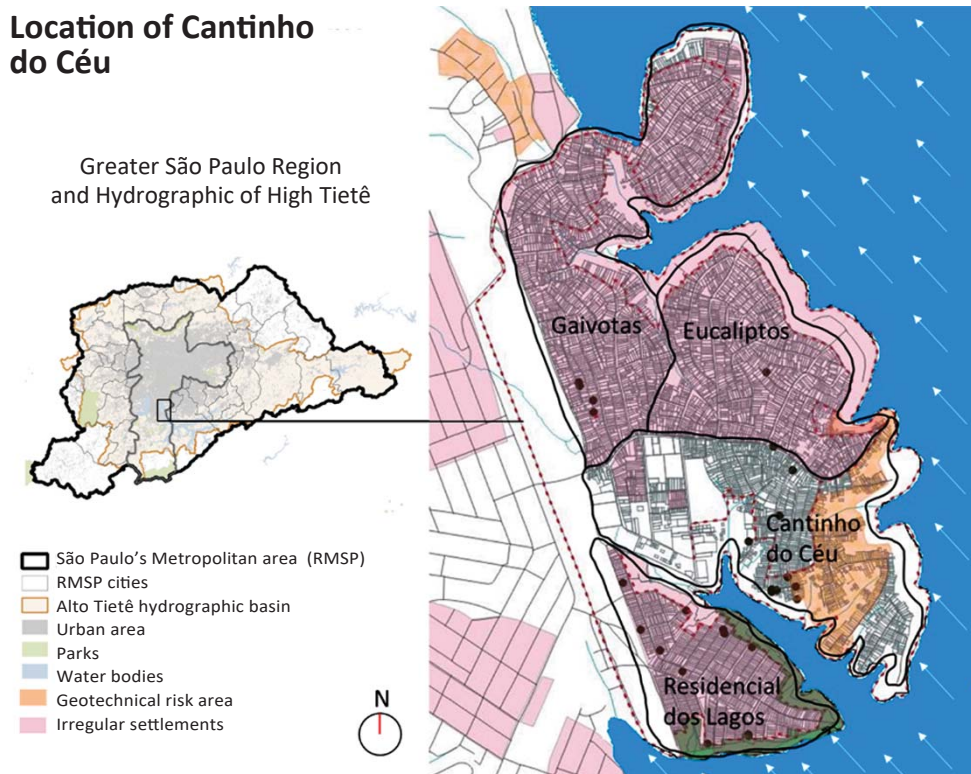 Location of Cantinho
do Céu
Greater São Paulo Region
and Hydrographic of High Tietê
São Paulo's Metropolitan area (RMSP)
RMSP cities
Alto Tietê hydrographic basin
Urban area
Parks
Water bodies
Geotechnical risk area
Irregular settlements
N
Gaivotas
Eucaliptos
Cantinho
do Céu
Residencial
dos Lagos